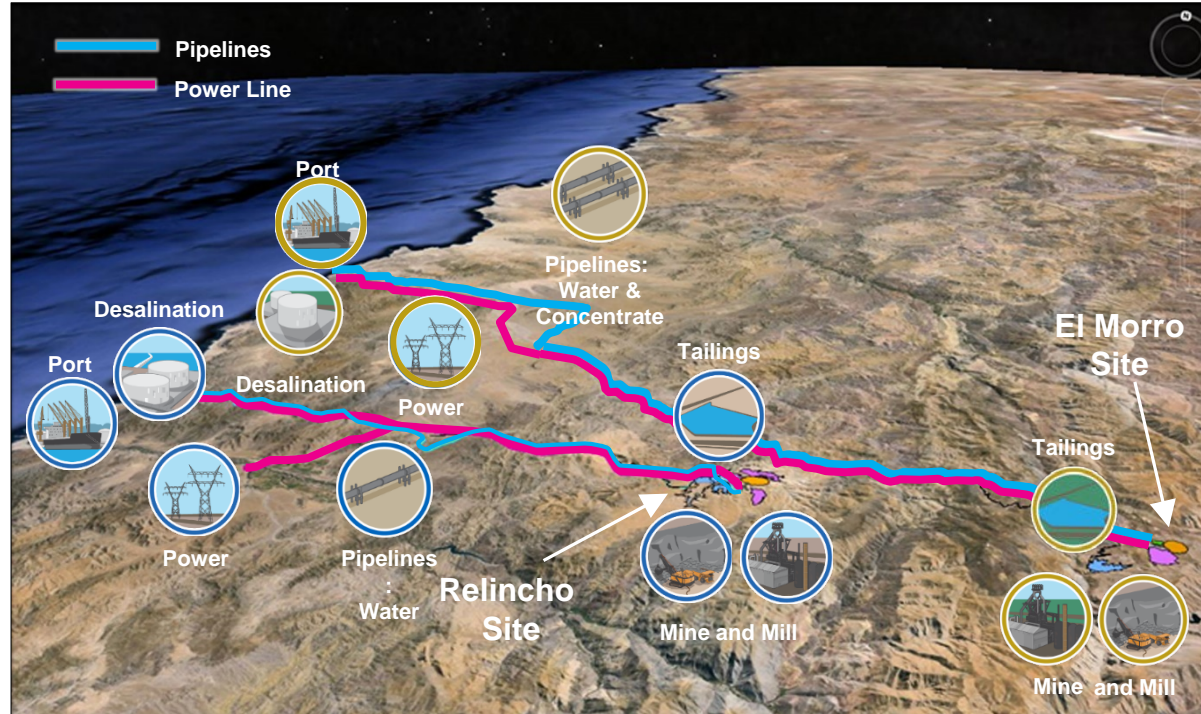 N
Pipelines
Power Line
Port
Pipelines:
Water &
Concentrate
Desalination
Port
Desalination
Power
Tailings
El Morro
Site
Tailings
Power
Pipelines
:
Water
Relincho
Site
Mine and Mill
Mine and Mill